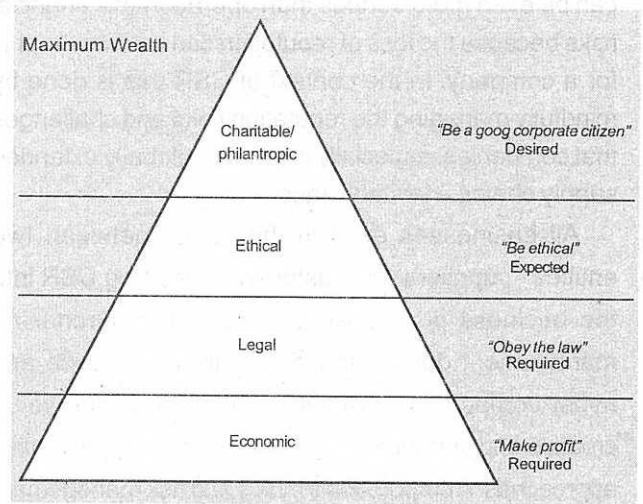 Maximum Wealth
Charitable/
philantropic
"Be a goog corporate citizen"
Desired
Ethical
"Be ethical"
Expected
Legal
"Obey the law"
Required
Economic
"Make profit"
Required